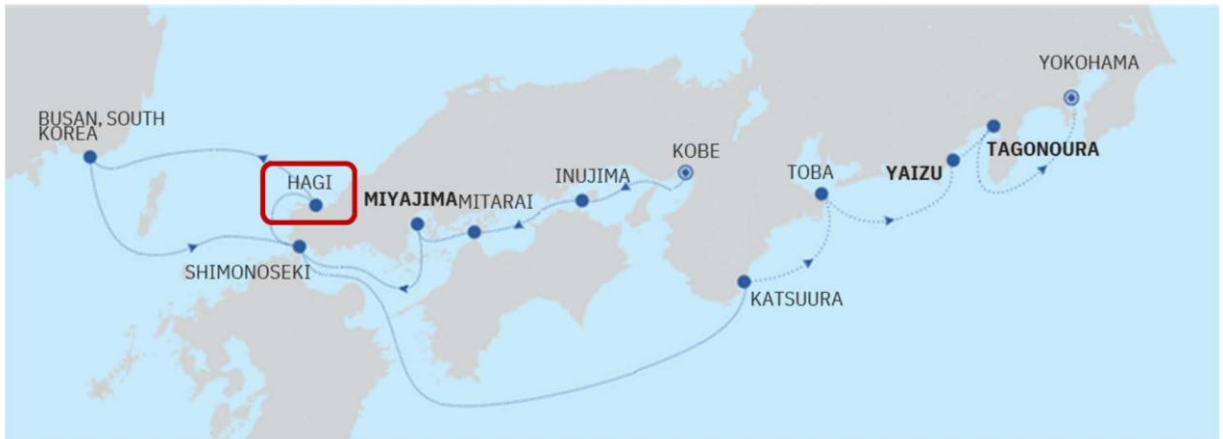 YOKOHAMA
BUSAN, SOUTH
KOREA
KOBE
TAGONOURA
HAGI
INUJIMA
TOBA
YAIZU
MIYAJIMA
MITARAI
SHIMONOSEKI
KATSUURA